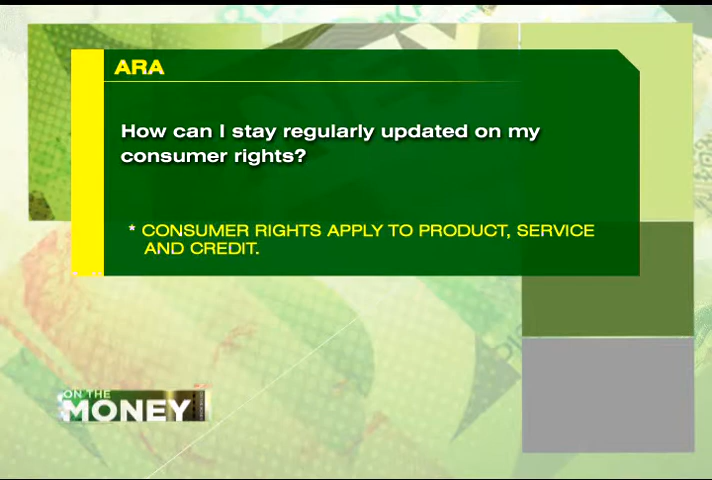 ARA
How can I stay regularly updated on my
consumer rights?
* CONSUMER RIGHTS APPLY TO PRODUCT, SERVICE
AND CREDIT.
ON THE
MONEY